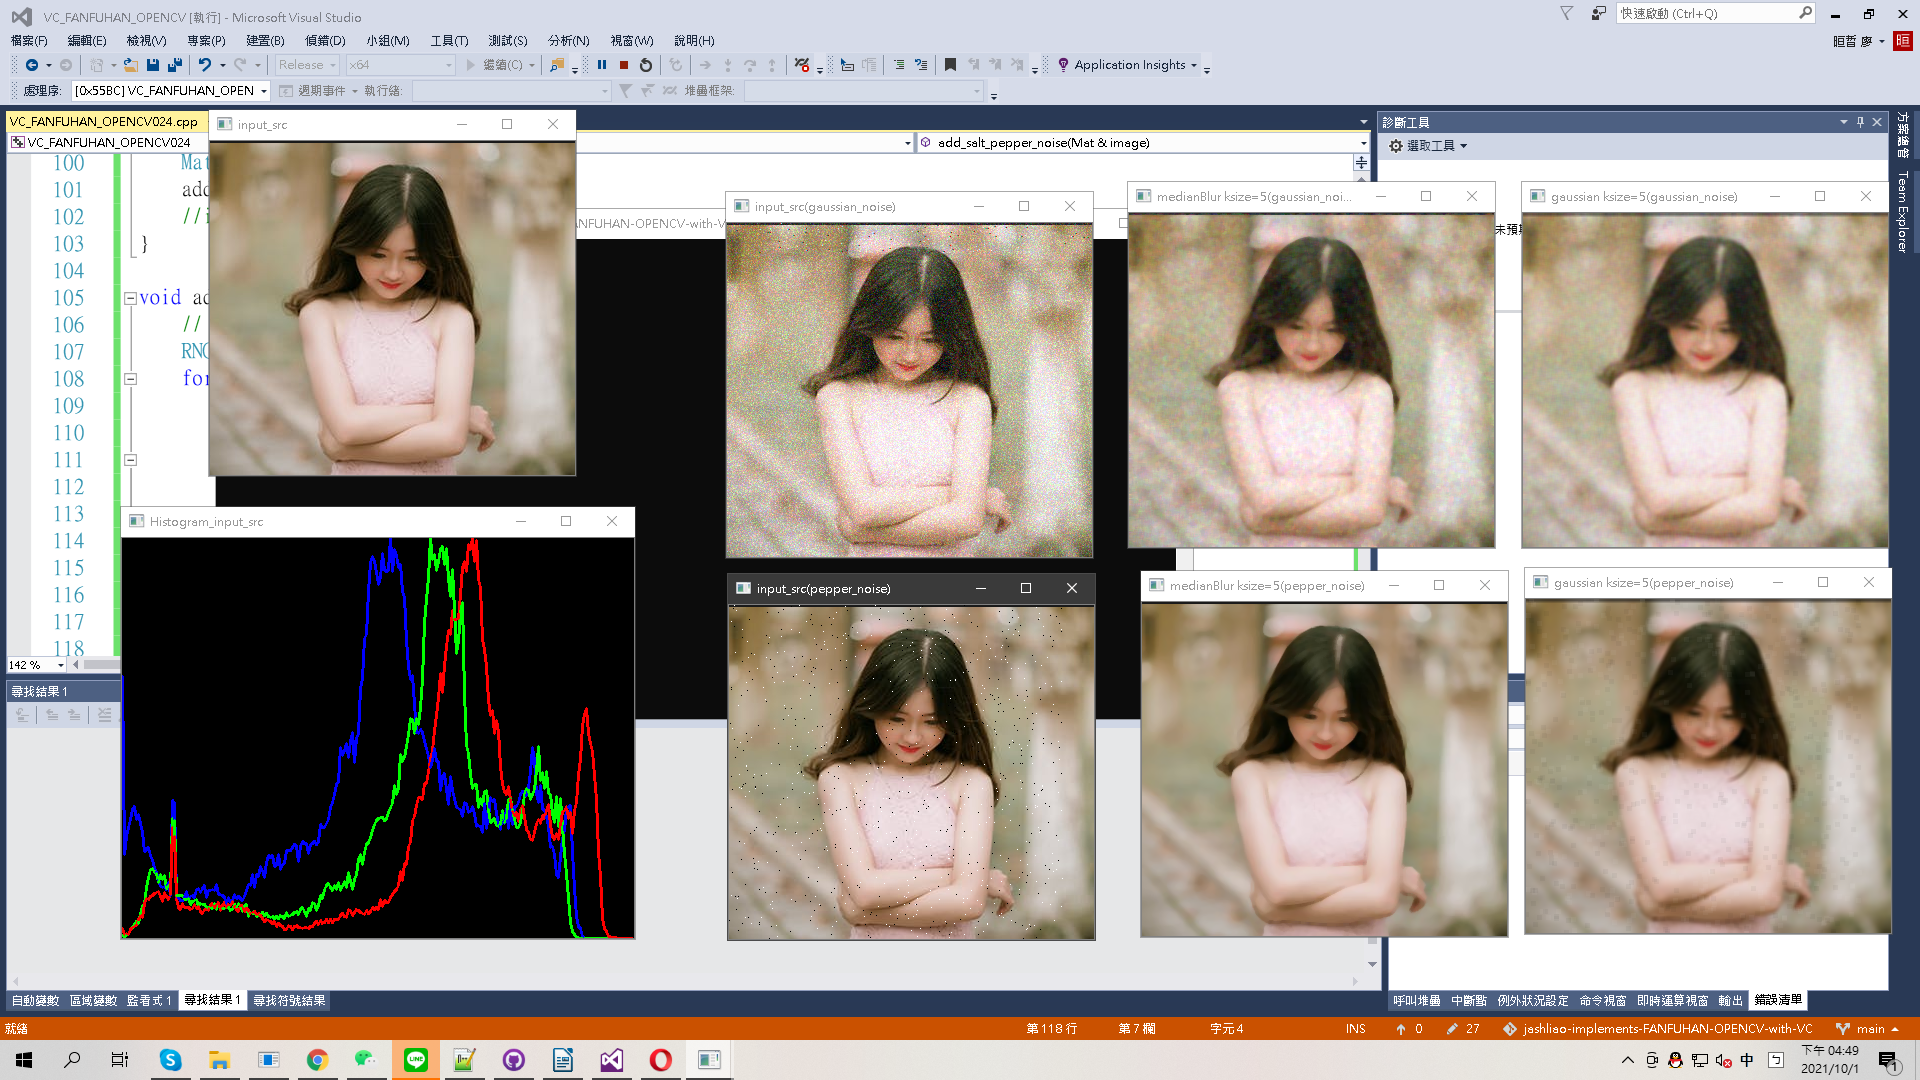 VC_FANFUHAN_OPENCV [執行] - Microsoft Visual Studio
快速啟動 (Ctrl+Q)
檔案(F) 編輯(E) 檢視(V) 專案(P) 建置(B) 偵錯(D) 小組(M) 工具(T) 測試(S) 分析(N) 視窗(W) 說明(H)
Release x64 繼續(C) Application Insights
處理序: [0x55BC] VC_FANFUHAN_OPEN 週期事件 執行緒: 堆疊框架:
VC_FANFUHAN_OPENCV024.cpp
VC_FANFUHAN_OPENCV024
add_salt_pepper_noise(Mat & image)
診斷工具
選取工具
方案總管
Team Explorer
input_src
input_src(gaussian_noise)
medianBlur ksize=5(gaussian_noi...
gaussian ksize=5(gaussian_noise)
ANFUHAN-OPENCV-with-V
未預
100 Mat
101 add
102 //i
103 }
104
105 void ad
106 //
107 RNG
108 for
109
110
111
112
113
114
115
116
117
118
142 %
Histogram_input_src
input_src(pepper_noise)
medianBlur ksize=5(pepper_noise)
gaussian ksize=5(pepper_noise)
尋找結果 1
自動變數 區域變數 監看式 1 尋找結果 1 尋找符號結果
呼叫堆疊 中斷點 例外狀況設定 命令視窗 即時運算視窗 輸出 錯誤清單
就緒 第 118 行 第 7 欄 字元 4 INS 0 27 jashliao-implements-FANFUHAN-OPENCV-with-VC main
中 下午 04:49
2021/10/1
1